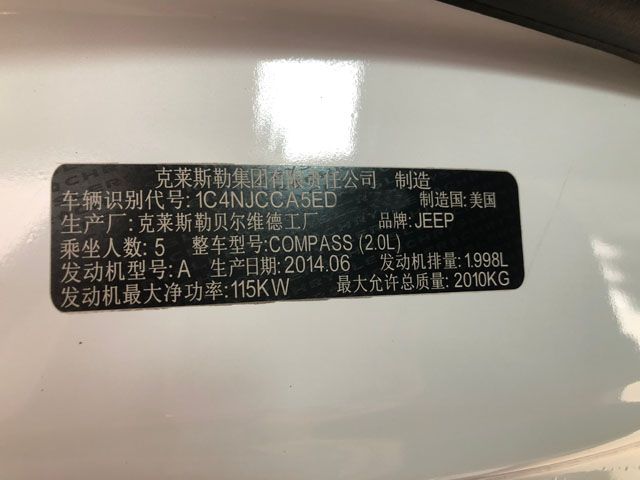 克莱斯勒集团有限责任公司 制造
车辆识别代号: 1C4NJCCA5ED 制造国: 美国
生产厂: 克莱斯勒贝尔维德工厂 品牌: JEEP
乘坐人数: 5 整车型号: COMPASS (2.0L)
发动机型号: A 生产日期: 2014.06 发动机排量: 1.998L
发动机最大净功率: 115KW 最大允许总质量: 2010KG